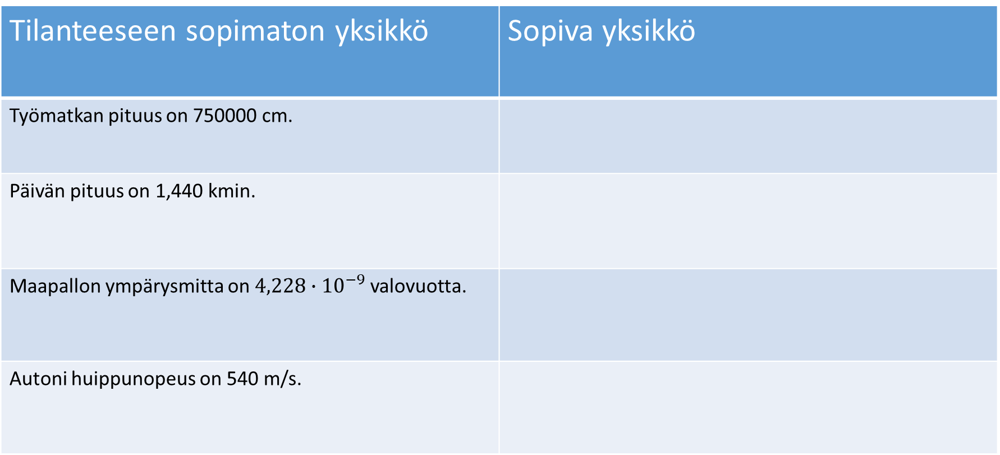 Tilanteeseen sopimaton yksikkö
Sopiva yksikkö
Työmatkan pituus on 750000 cm.
Päivän pituus on 1,440 kmin.
Maapallon ympärysmitta on 4,228 · 10⁻⁹ valovuotta.
Autoni huippunopeus on 540 m/s.